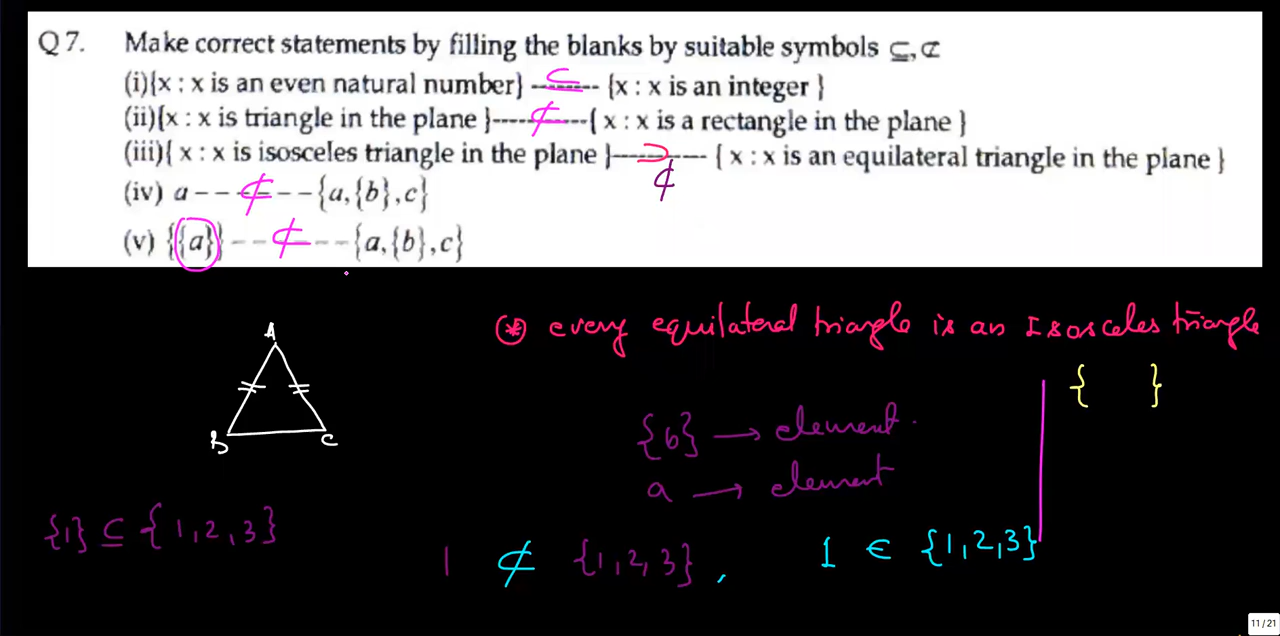 Q 7. Make correct statements by filling the blanks by suitable symbols ⊆, ⊄
(i){x : x is an even natural number} ---⊆--- {x : x is an integer }
(ii){x : x is triangle in the plane }-----⊄---{ x : x is a rectangle in the plane }
(iii){ x : x is isosceles triangle in the plane }---⊃--- { x : x is an equilateral triangle in the plane }
⊄
(iv) a -- ⊄ -- {a, {b}, c}
(v) {{a}} -- ⊄ -- {a, {b}, c}
(*) every equilateral triangle is an Isosceles triangle
A
B C
{ }
{b} → element.
a → element
{1} ⊆ {1, 2, 3}
1 ⊄ {1, 2, 3}, 1 ∈ {1, 2, 3}
11 / 21